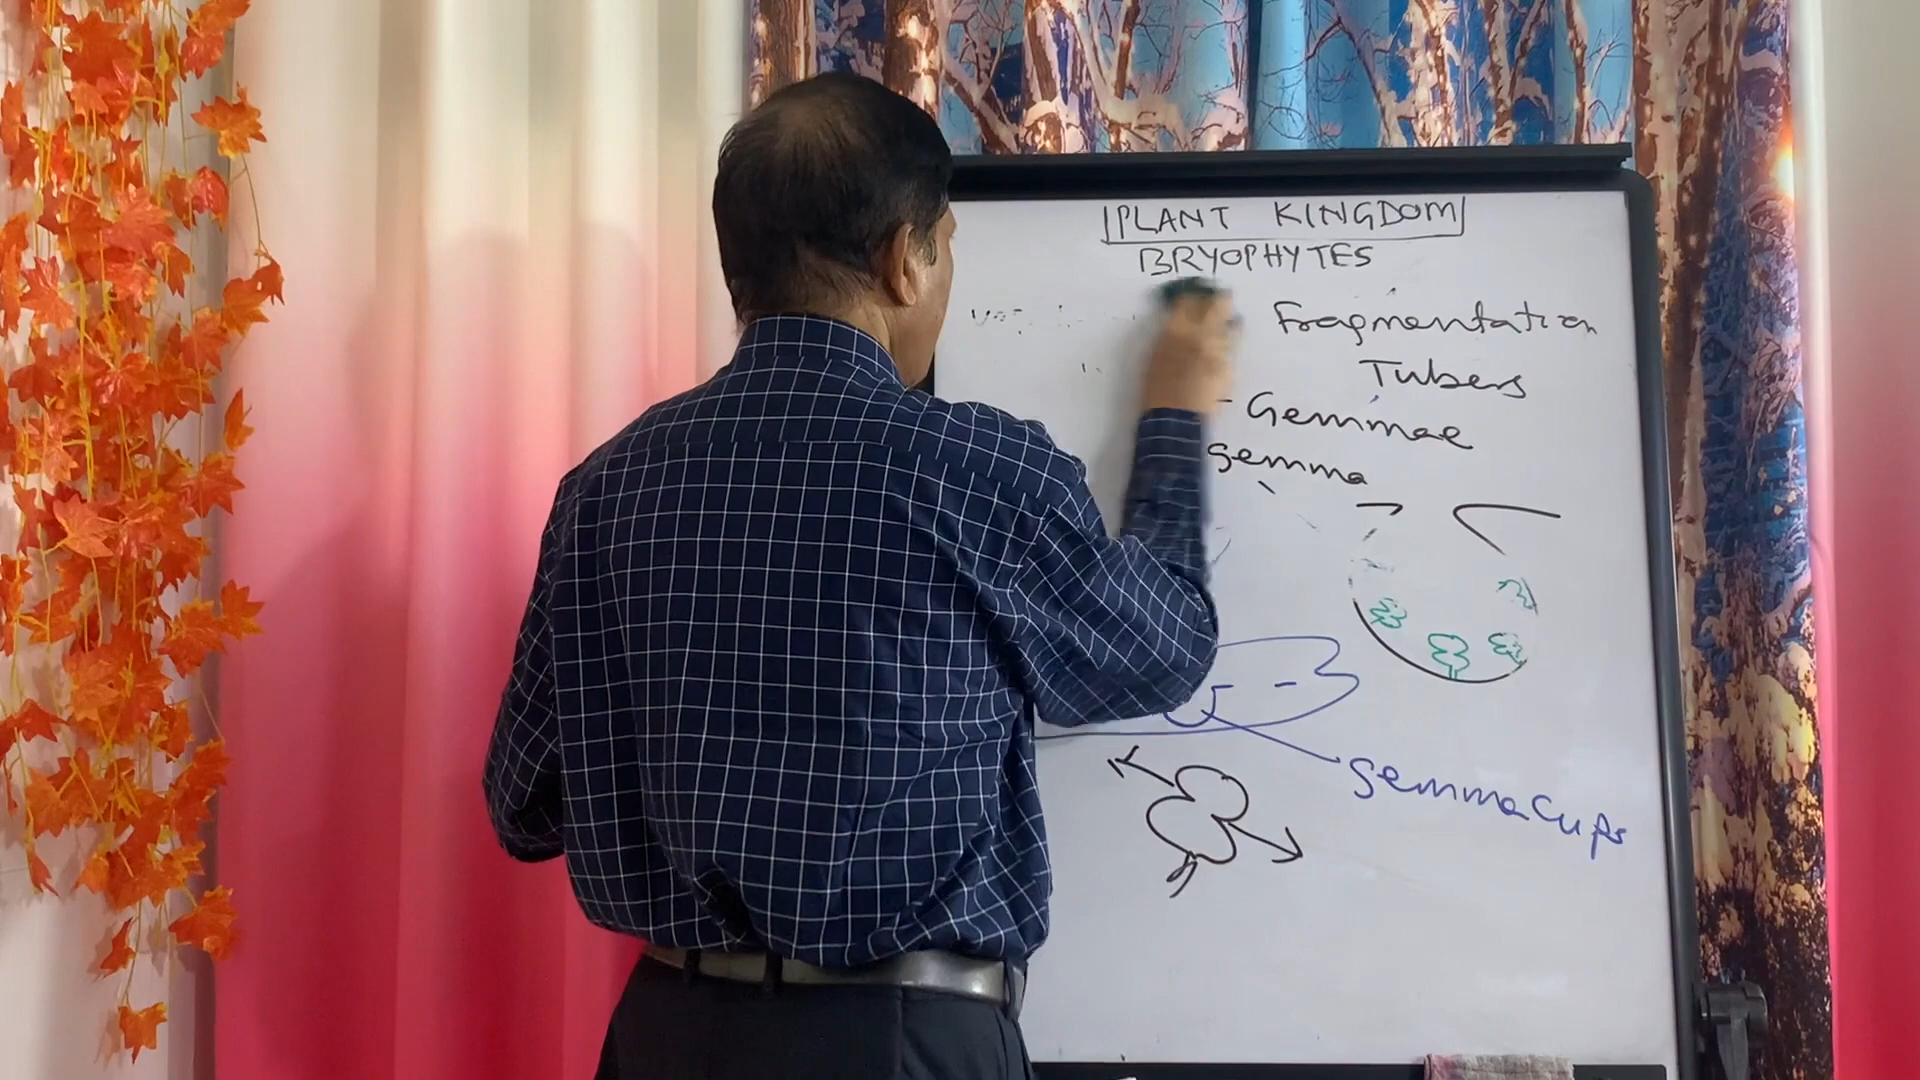 PLANT KINGDOM
BRYOPHYTES
Fragmentation
Tubers
- Gemmae
gemma
gemma cups